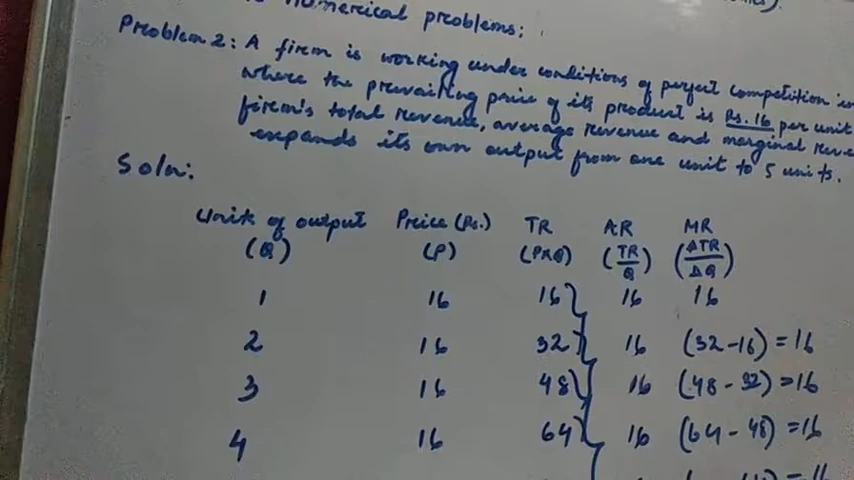 numerical problems:
Problem 2: A firm is working under conditions of perfect competition in
where the prevailing price of its product is Rs. 16 per unit
firm's total revenue, average revenue and marginal reve
expands its own output from one unit to 5 units.
Soln:
Units of output Price (Rs.) TR AR MR
(Q) (P) (PxQ) (TR/Q) (ΔTR/ΔQ)
1 16 16 16 16
2 16 32 16 (32-16) = 16
3 16 48 16 (48-32) = 16
4 16 64 16 (64-48) = 16